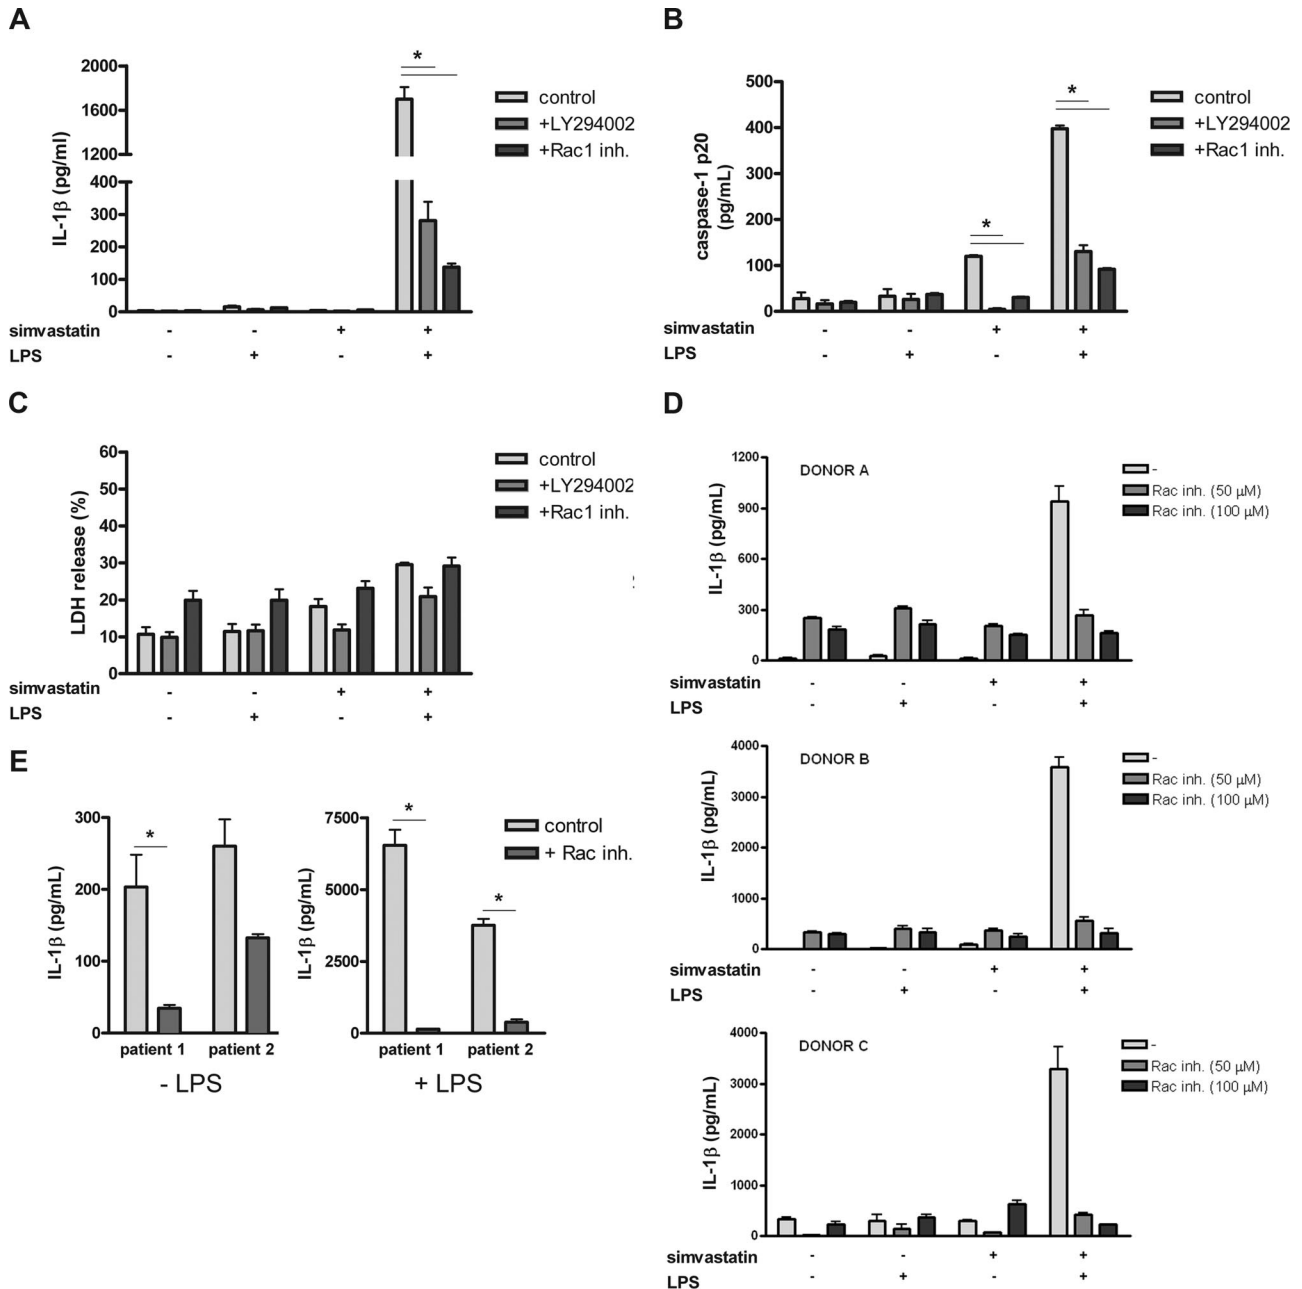 A
IL-1β (pg/ml)
2000
1600
1200
400
300
200
100
0
*
control
+LY294002
+Rac1 inh.
simvastatin - - + +
LPS - + - +
B
caspase-1 p20
(pg/mL)
500
400
300
200
100
0
*
*
control
+LY294002
+Rac1 inh.
simvastatin - - + +
LPS - + - +
C
LDH release (%)
60
50
40
30
20
10
0
control
+LY294002
+Rac1 inh.
simvastatin - - + +
LPS - + - +
D
DONOR A
IL-1β (pg/mL)
1200
900
600
300
0
-
Rac inh. (50 μM)
Rac inh. (100 μM)
simvastatin - - + +
LPS - + - +
DONOR B
IL-1β (pg/mL)
4000
3000
2000
1000
0
-
Rac inh. (50 μM)
Rac inh. (100 μM)
simvastatin - - + +
LPS - + - +
DONOR C
IL-1β (pg/mL)
4000
3000
2000
1000
0
-
Rac inh. (50 μM)
Rac inh. (100 μM)
simvastatin - - + +
LPS - + - +
E
IL-1β (pg/mL)
300
200
100
0
*
patient 1 patient 2
- LPS
IL-1β (pg/mL)
7500
5000
2500
0
*
*
control
+ Rac inh.
patient 1 patient 2
+ LPS